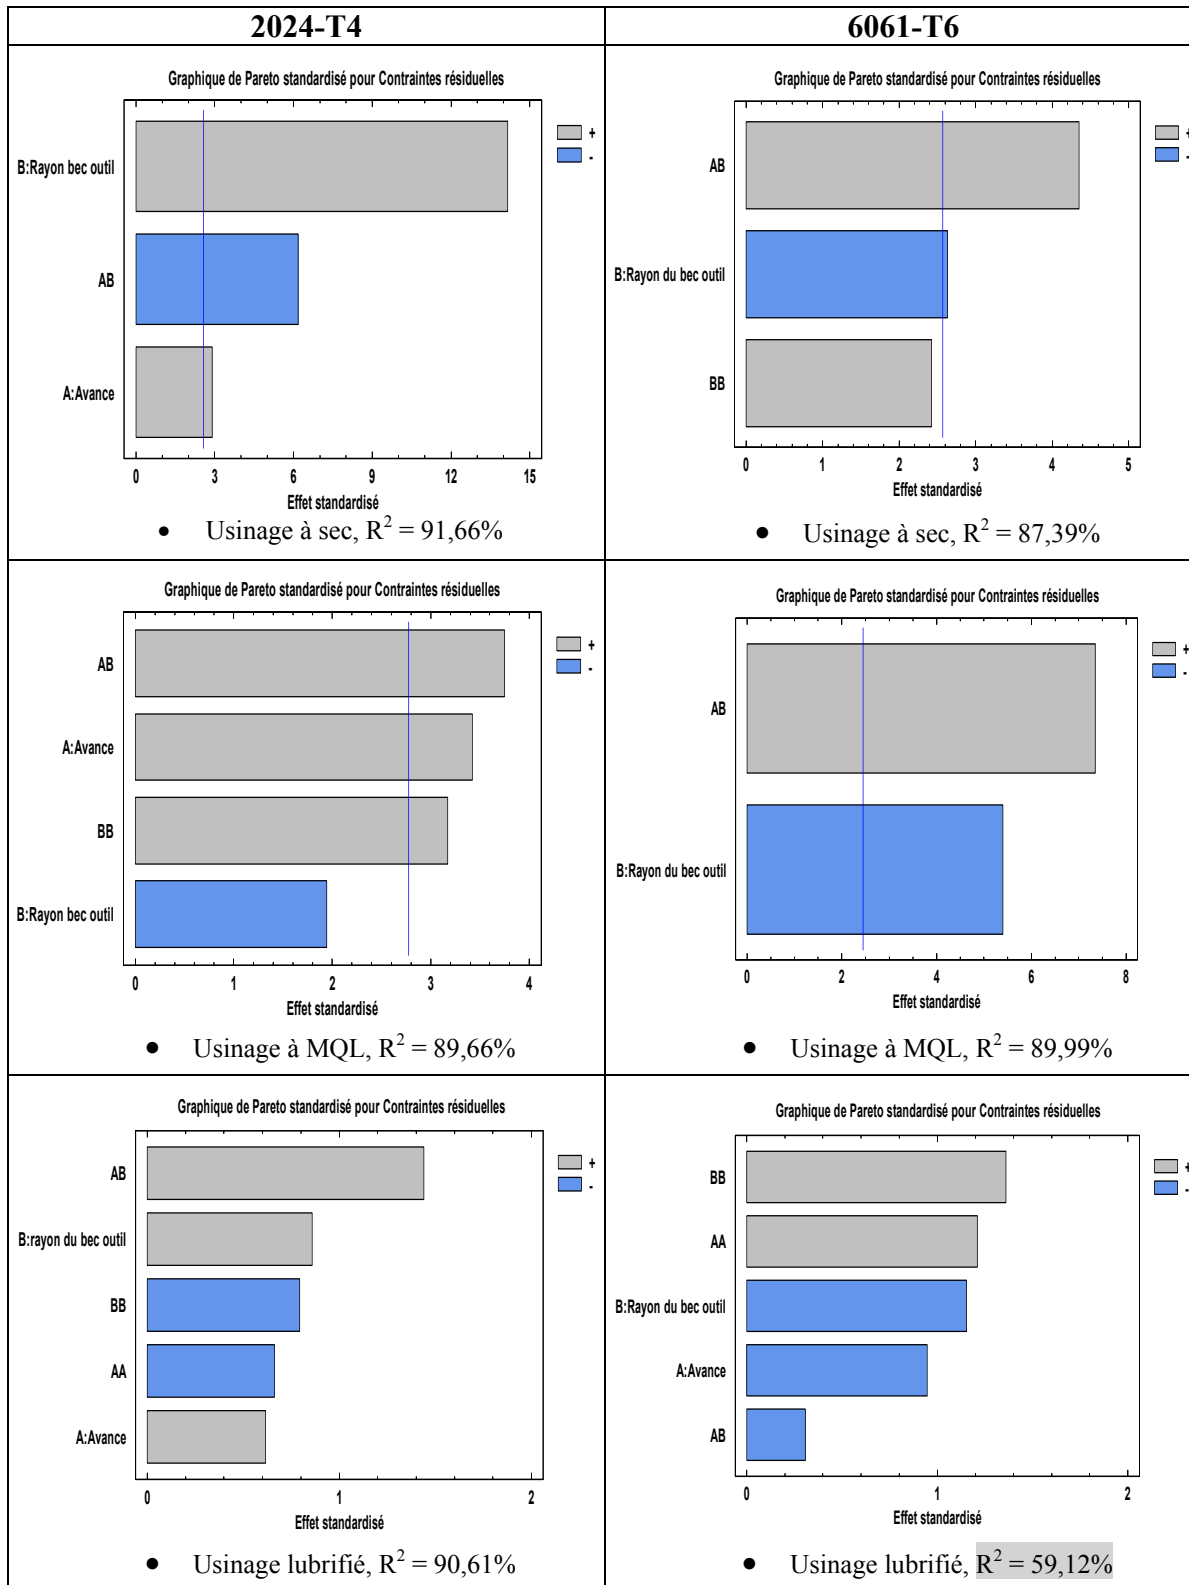 2024-T4
6061-T6
Graphique de Pareto standardisé pour Contraintes résiduelles
+
-
B:Rayon bec outil
AB
A:Avance
0 3 6 9 12 15
Effet standardisé
• Usinage à sec, R² = 91,66%
Graphique de Pareto standardisé pour Contraintes résiduelles
+
-
AB
B:Rayon du bec outil
BB
0 1 2 3 4 5
Effet standardisé
• Usinage à sec, R² = 87,39%
Graphique de Pareto standardisé pour Contraintes résiduelles
+
-
AB
A:Avance
BB
B:Rayon bec outil
0 1 2 3 4
Effet standardisé
• Usinage à MQL, R² = 89,66%
Graphique de Pareto standardisé pour Contraintes résiduelles
+
-
AB
B:Rayon du bec outil
0 2 4 6 8
Effet standardisé
• Usinage à MQL, R² = 89,99%
Graphique de Pareto standardisé pour Contraintes résiduelles
+
-
AB
B:rayon du bec outil
BB
AA
A:Avance
0 1 2
Effet standardisé
• Usinage lubrifié, R² = 90,61%
Graphique de Pareto standardisé pour Contraintes résiduelles
+
-
BB
AA
B:Rayon du bec outil
A:Avance
AB
0 1 2
Effet standardisé
• Usinage lubrifié, R² = 59,12%